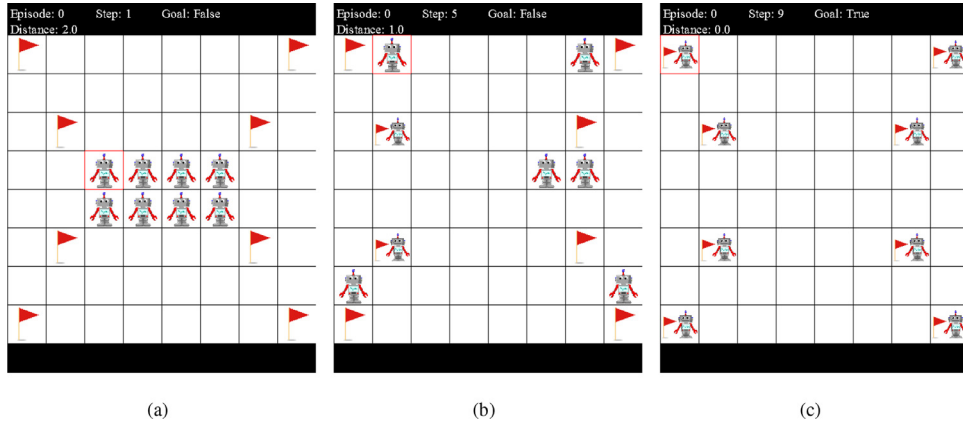 Episode: 0 Step: 1 Goal: False
Distance: 2.0
Episode: 0 Step: 5 Goal: False
Distance: 1.0
Episode: 0 Step: 9 Goal: True
Distance: 0.0
(a)
(b)
(c)